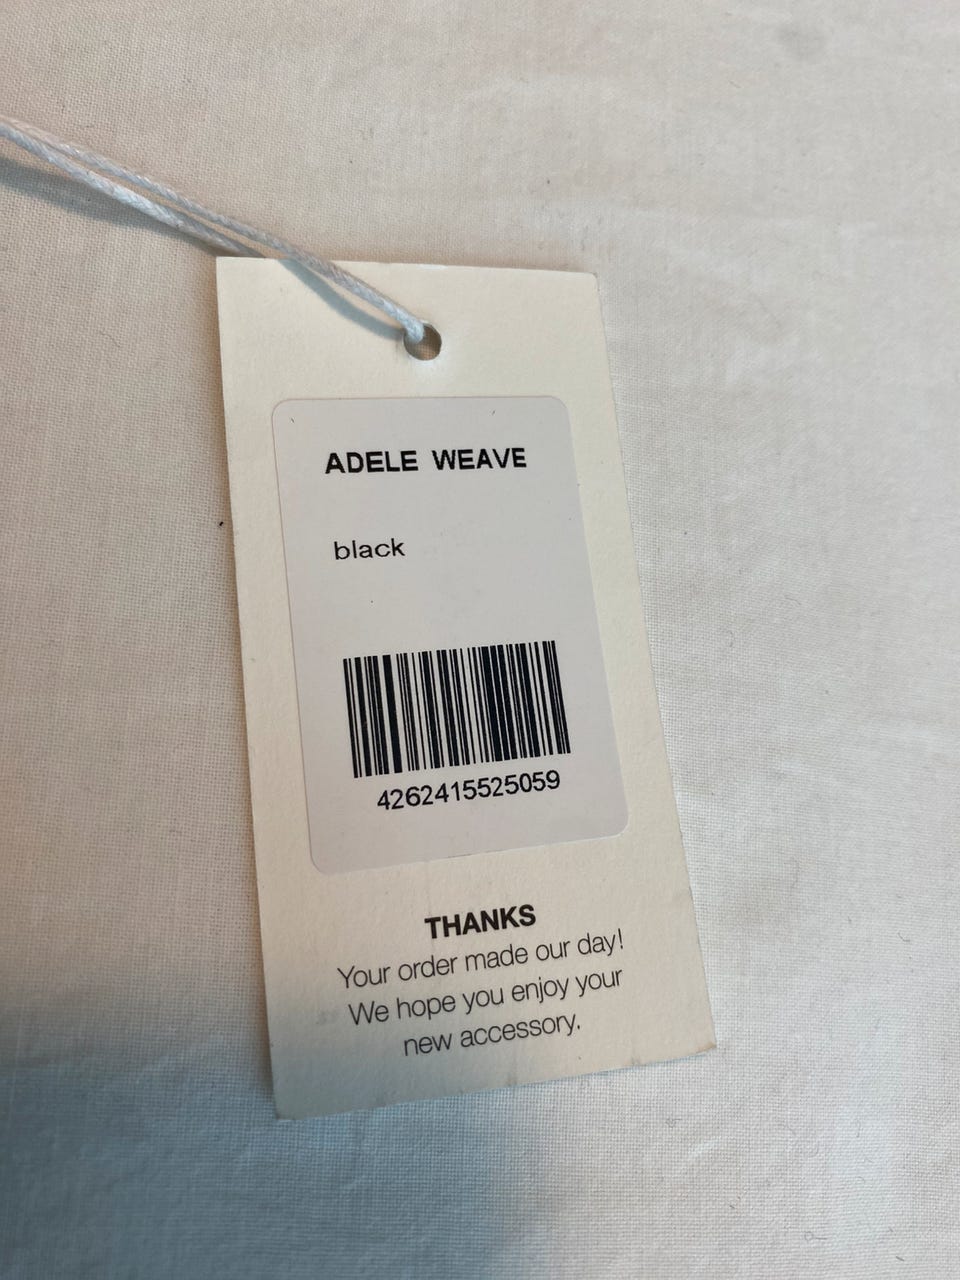 ADELE WEAVE
black
4262415525059
THANKS
Your order made our day!
We hope you enjoy your
new accessory.